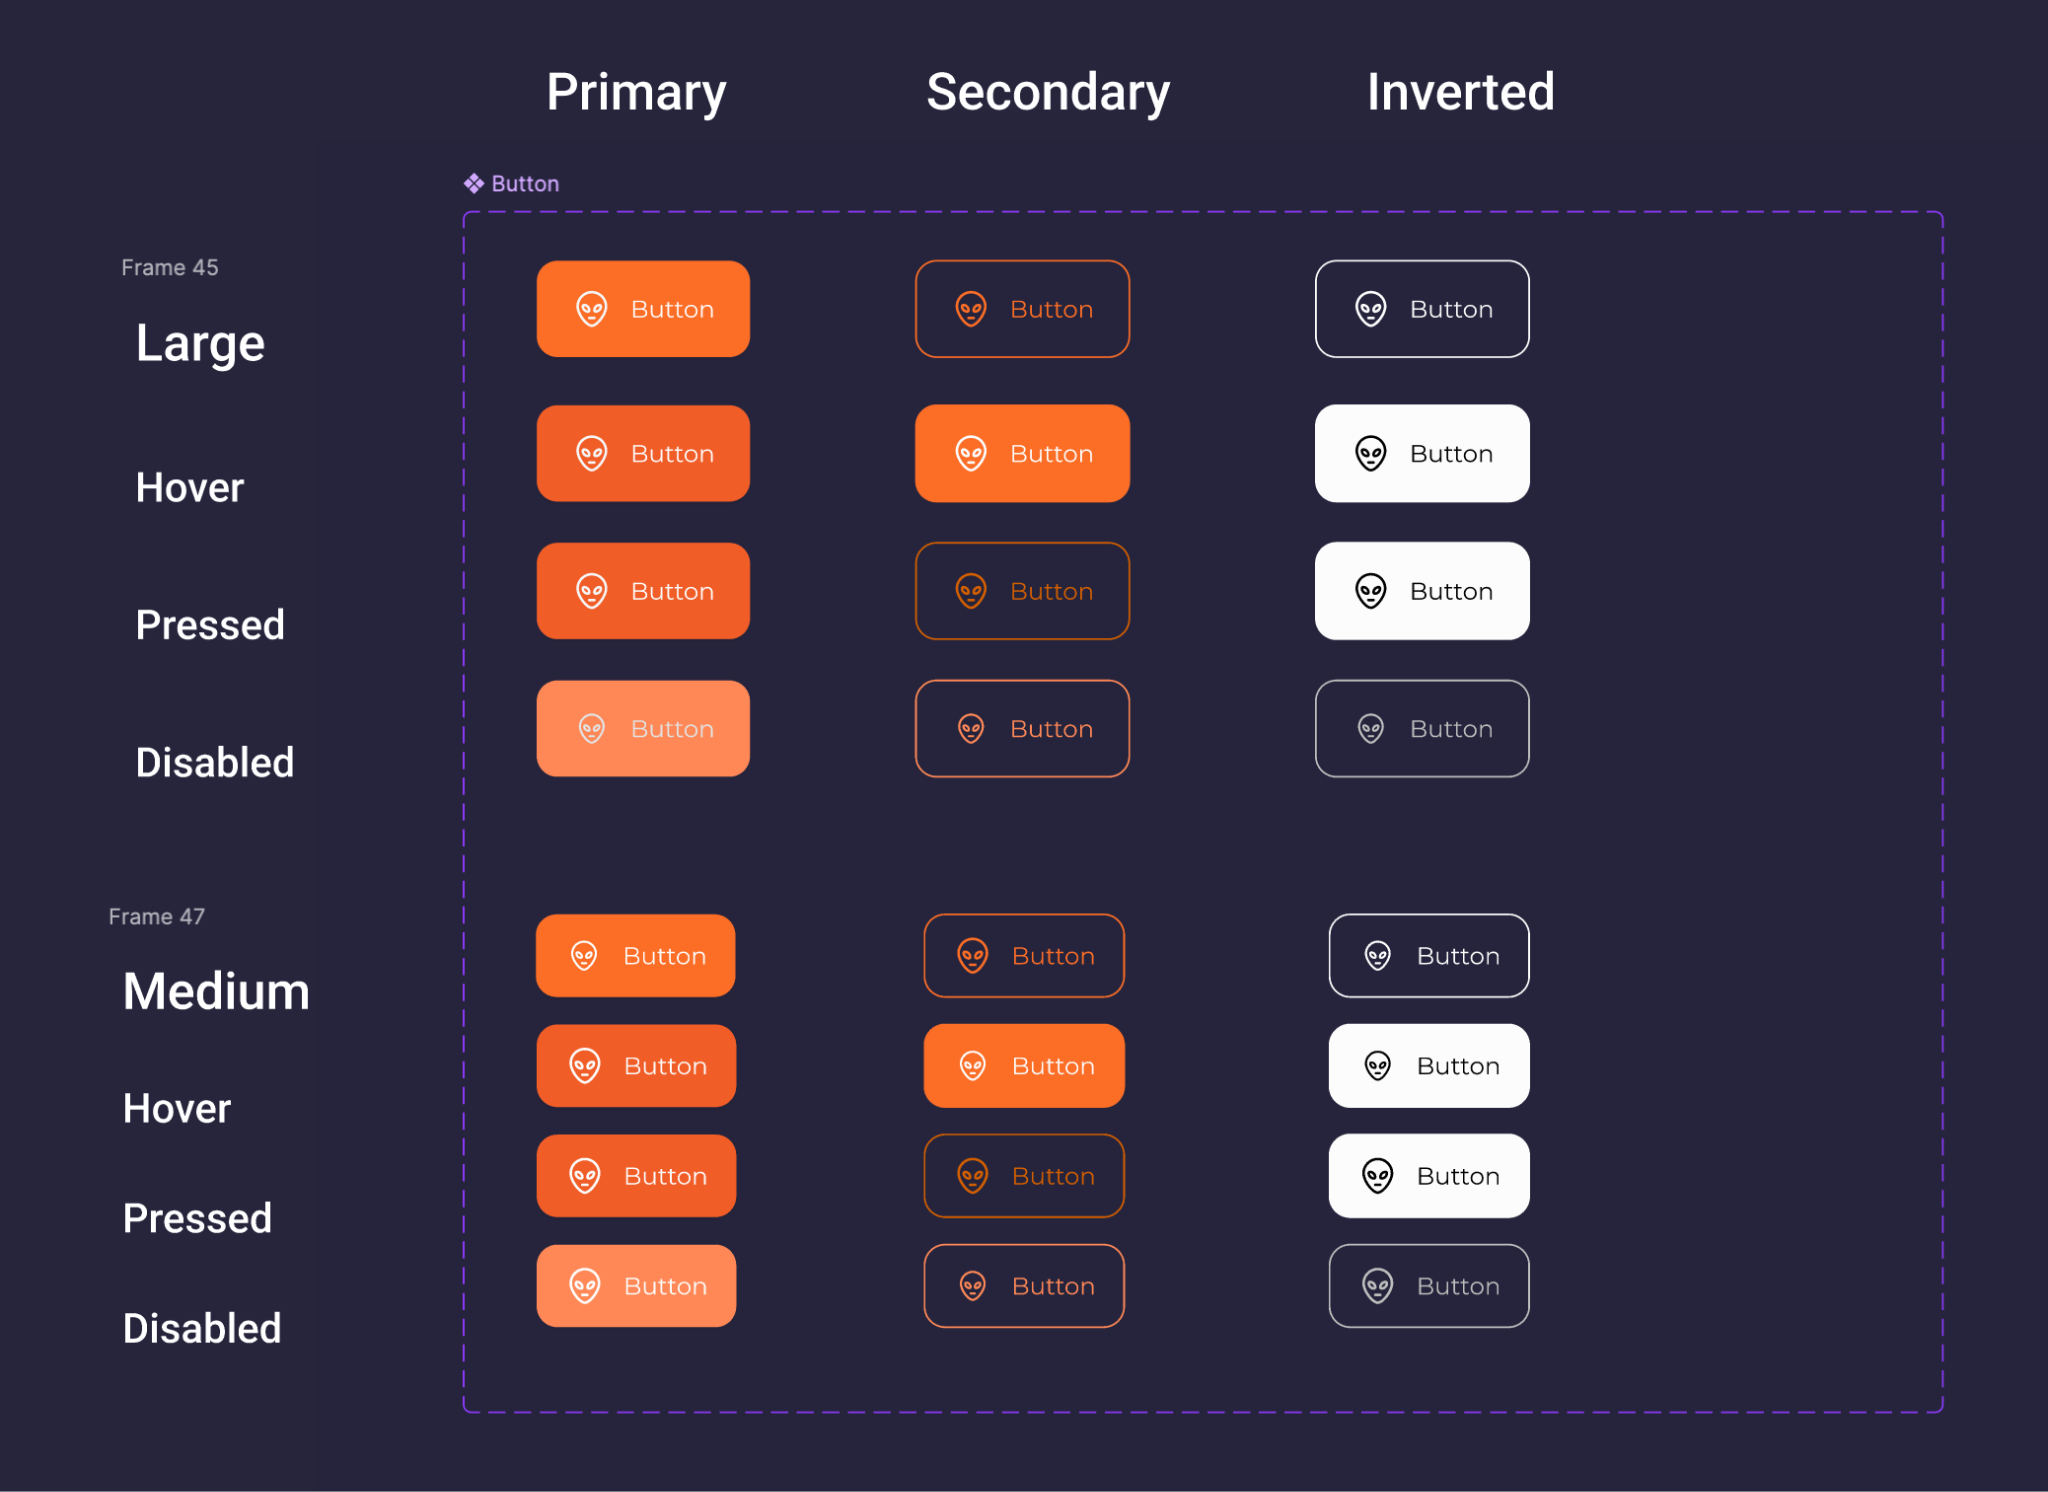 Primary Secondary Inverted
Button
Frame 45
Large
Button Button Button
Hover
Button Button Button
Pressed
Button Button Button
Disabled
Button Button Button
Frame 47
Medium
Button Button Button
Hover
Button Button Button
Pressed
Button Button Button
Disabled
Button Button Button